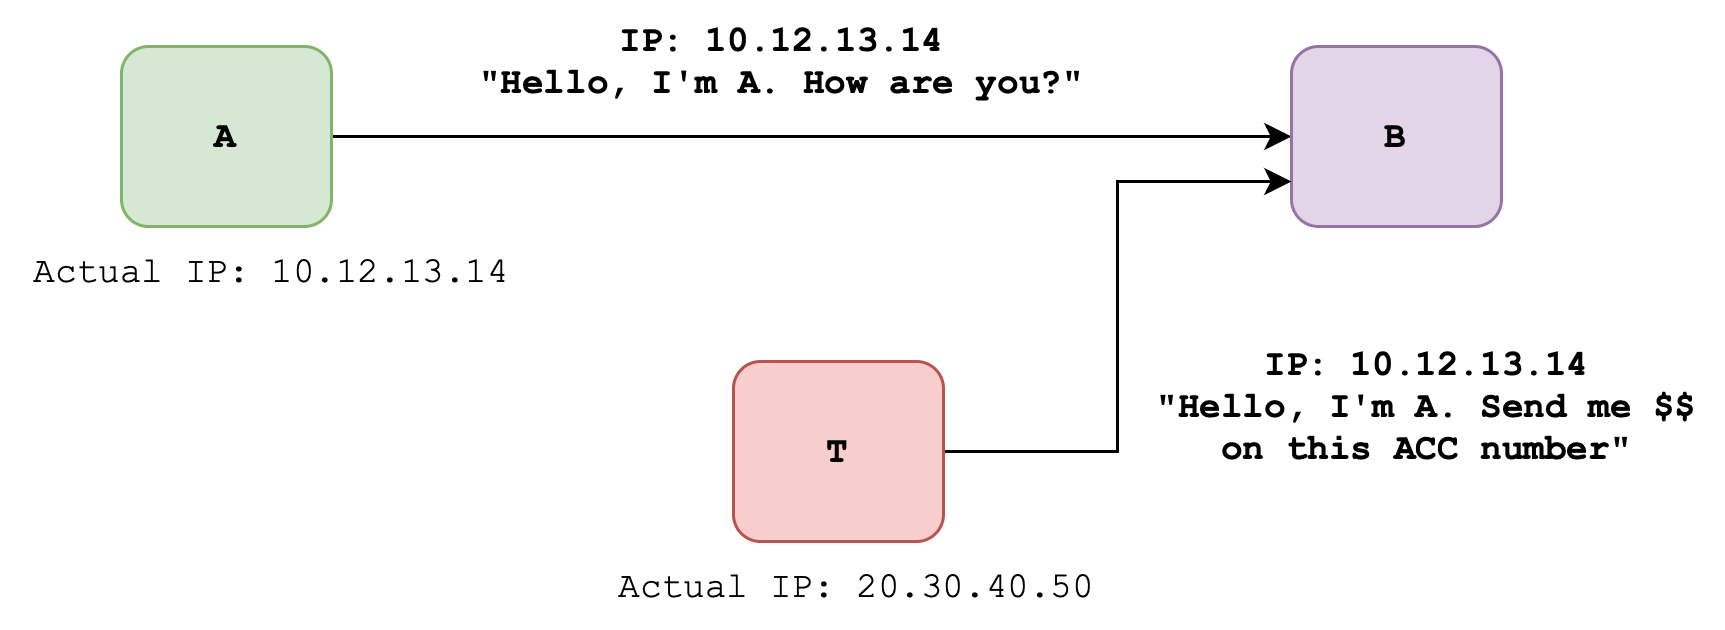 IP: 10.12.13.14
"Hello, I'm A. How are you?"
A
B
Actual IP: 10.12.13.14
IP: 10.12.13.14
"Hello, I'm A. Send me $$
on this ACC number"
T
Actual IP: 20.30.40.50